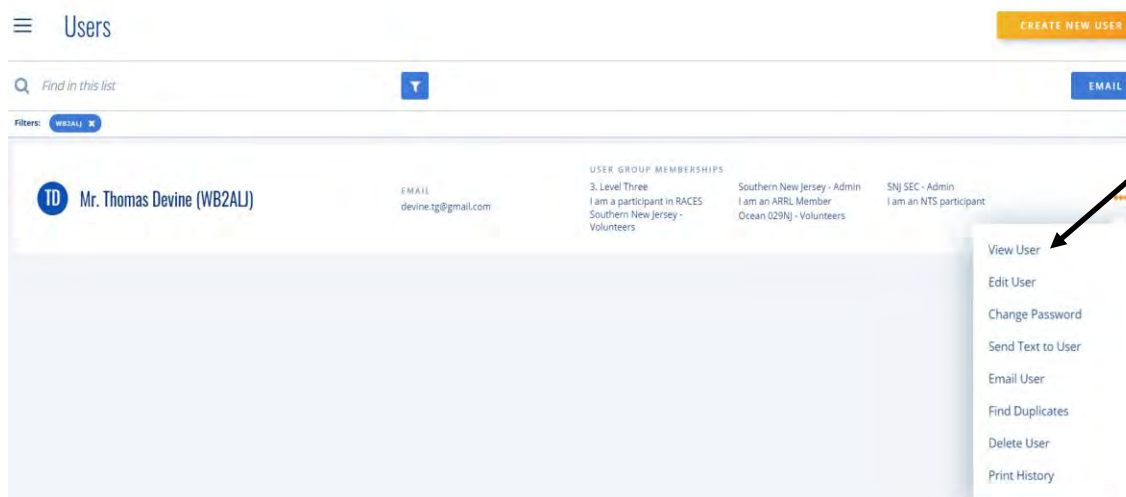 Users
CREATE NEW USER
Find in this list
EMAIL
Filters: WB2ALJ X
TD
Mr. Thomas Devine (WB2ALJ)
EMAIL
devine.tg@gmail.com
USER GROUP MEMBERSHIPS
3. Level Three
I am a participant in RACES
Southern New Jersey -
Volunteers
Southern New Jersey - Admin
I am an ARRL Member
Ocean 029NJ - Volunteers
SNJ SEC - Admin
I am an NTS participant
View User
Edit User
Change Password
Send Text to User
Email User
Find Duplicates
Delete User
Print History